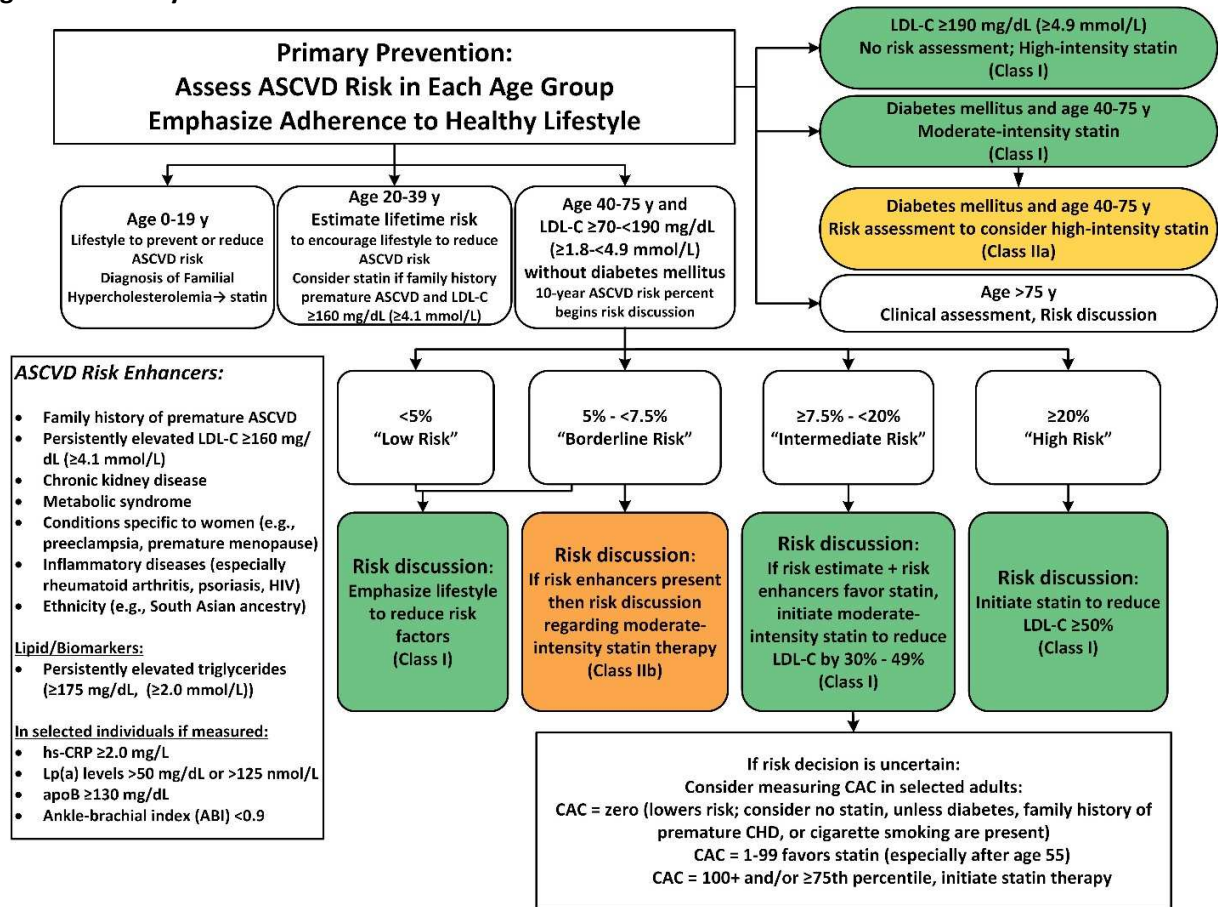 Primary Prevention:
Assess ASCVD Risk in Each Age Group
Emphasize Adherence to Healthy Lifestyle
LDL-C ≥190 mg/dL (≥4.9 mmol/L)
No risk assessment; High-intensity statin
(Class I)
Diabetes mellitus and age 40-75 y
Moderate-intensity statin
(Class I)
Diabetes mellitus and age 40-75 y
Risk assessment to consider high-intensity statin
(Class IIa)
Age >75 y
Clinical assessment, Risk discussion
Age 0-19 y
Lifestyle to prevent or reduce
ASCVD risk
Diagnosis of Familial
Hypercholesterolemia→ statin
Age 20-39 y
Estimate lifetime risk
to encourage lifestyle to reduce
ASCVD risk
Consider statin if family history
premature ASCVD and LDL-C
≥160 mg/dL (≥4.1 mmol/L)
Age 40-75 y and
LDL-C ≥70-<190 mg/dL
(≥1.8-<4.9 mmol/L)
without diabetes mellitus
10-year ASCVD risk percent
begins risk discussion
ASCVD Risk Enhancers:
• Family history of premature ASCVD
• Persistently elevated LDL-C ≥160 mg/
dL (≥4.1 mmol/L)
• Chronic kidney disease
• Metabolic syndrome
• Conditions specific to women (e.g.,
preeclampsia, premature menopause)
• Inflammatory diseases (especially
rheumatoid arthritis, psoriasis, HIV)
• Ethnicity (e.g., South Asian ancestry)
Lipid/Biomarkers:
• Persistently elevated triglycerides
(≥175 mg/dL, (≥2.0 mmol/L))
In selected individuals if measured:
• hs-CRP ≥2.0 mg/L
• Lp(a) levels >50 mg/dL or >125 nmol/L
• apoB ≥130 mg/dL
• Ankle-brachial index (ABI) <0.9
<5%
“Low Risk”
5% - <7.5%
“Borderline Risk”
≥7.5% - <20%
“Intermediate Risk”
≥20%
“High Risk”
Risk discussion:
Emphasize lifestyle
to reduce risk
factors
(Class I)
Risk discussion:
If risk enhancers present
then risk discussion
regarding moderate-
intensity statin therapy
(Class IIb)
Risk discussion:
If risk estimate + risk
enhancers favor statin,
initiate moderate-
intensity statin to reduce
LDL-C by 30% - 49%
(Class I)
Risk discussion:
Initiate statin to reduce
LDL-C ≥50%
(Class I)
If risk decision is uncertain:
Consider measuring CAC in selected adults:
CAC = zero (lowers risk; consider no statin, unless diabetes, family history of
premature CHD, or cigarette smoking are present)
CAC = 1-99 favors statin (especially after age 55)
CAC = 100+ and/or ≥75th percentile, initiate statin therapy